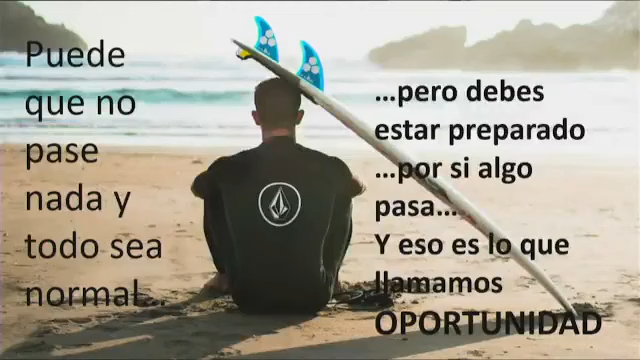 Puede
que no
pase
nada y
todo sea
normal...
...pero debes
estar preparado
...por si algo
pasa...
Y eso es lo que
llamamos
OPORTUNIDAD